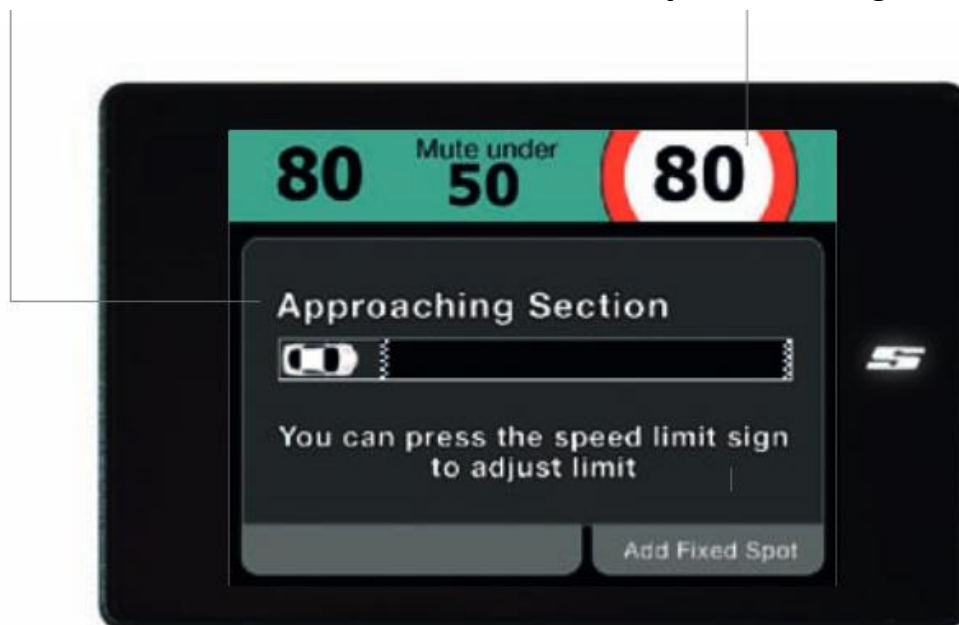 80 Mute under 80
50
Approaching Section
You can press the speed limit sign
to adjust limit
Add Fixed Spot